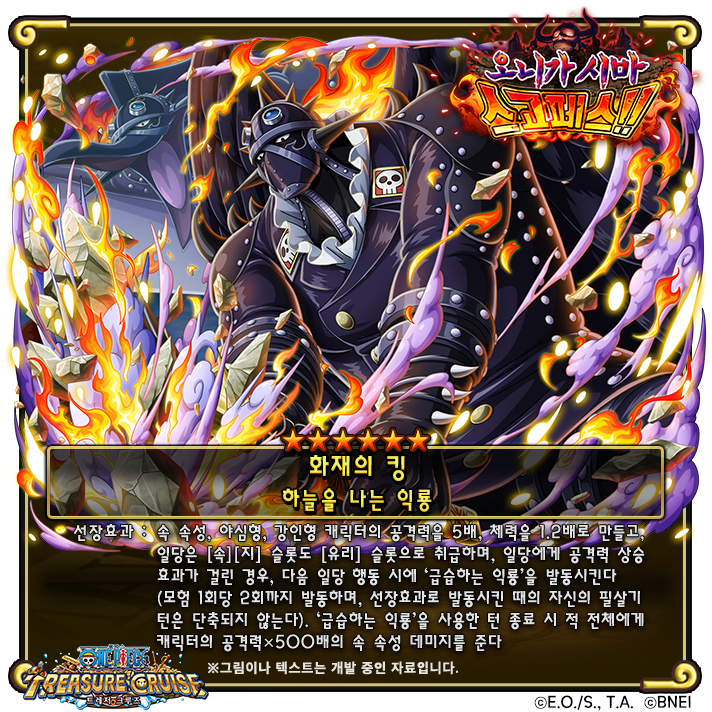 오니가시마
스고페스!!
화재의 킹
하늘을 나는 익룡
선장효과 : 속 속성, 야심형, 강인형 캐릭터의 공격력을 5배, 체력을 1.2배로 만들고,
일당은 [속][지] 슬롯도 [유리] 슬롯으로 취급하며, 일당에게 공격력 상승
효과가 걸린 경우, 다음 일당 행동 시에 '급습하는 익룡'을 발동시킨다
(모험 1회당 2회까지 발동하며, 선장효과로 발동시킨 때의 자신의 필살기
턴은 단축되지 않는다). '급습하는 익룡'을 사용한 턴 종료 시 적 전체에게
캐릭터의 공격력×500배의 속 속성 데미지를 준다
※그림이나 텍스트는 개발 중인 자료입니다.
ONE PIECE
TREASURE CRUISE
트레저 크루즈
©E.O./S., T.A. ©BNEI